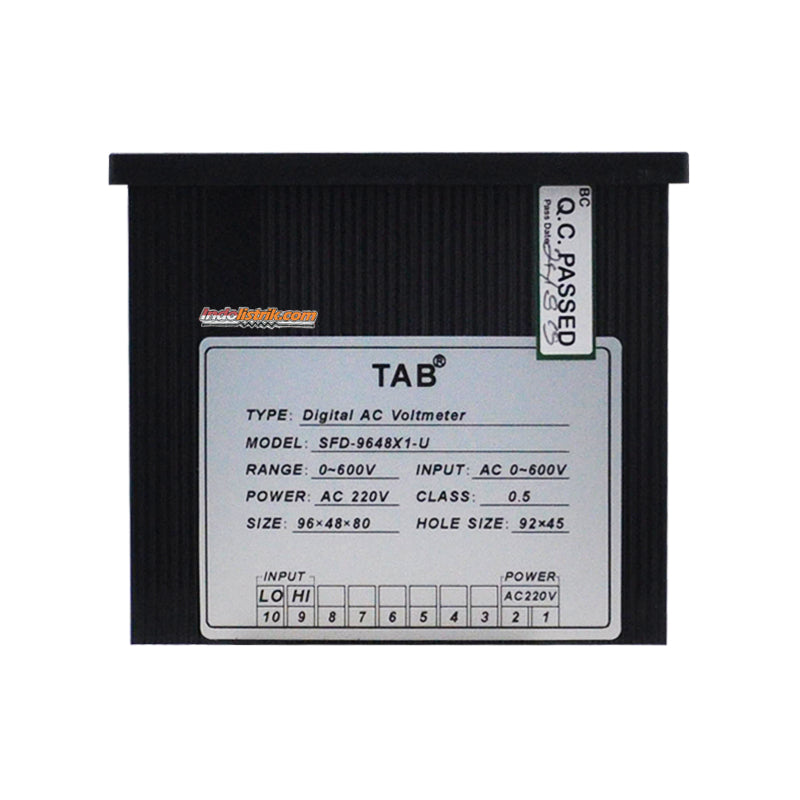 BC
Q.C. PASSED
Pass Date
Indolistrik.com
TAB®
TYPE: Digital AC Voltmeter
MODEL: SFD-9648X1-U
RANGE: 0~600V INPUT: AC 0~600V
POWER: AC 220V CLASS: 0.5
SIZE: 96×48×80 HOLE SIZE: 92×45
INPUT POWER
LO HI AC220V
10 9 8 7 6 5 4 3 2 1